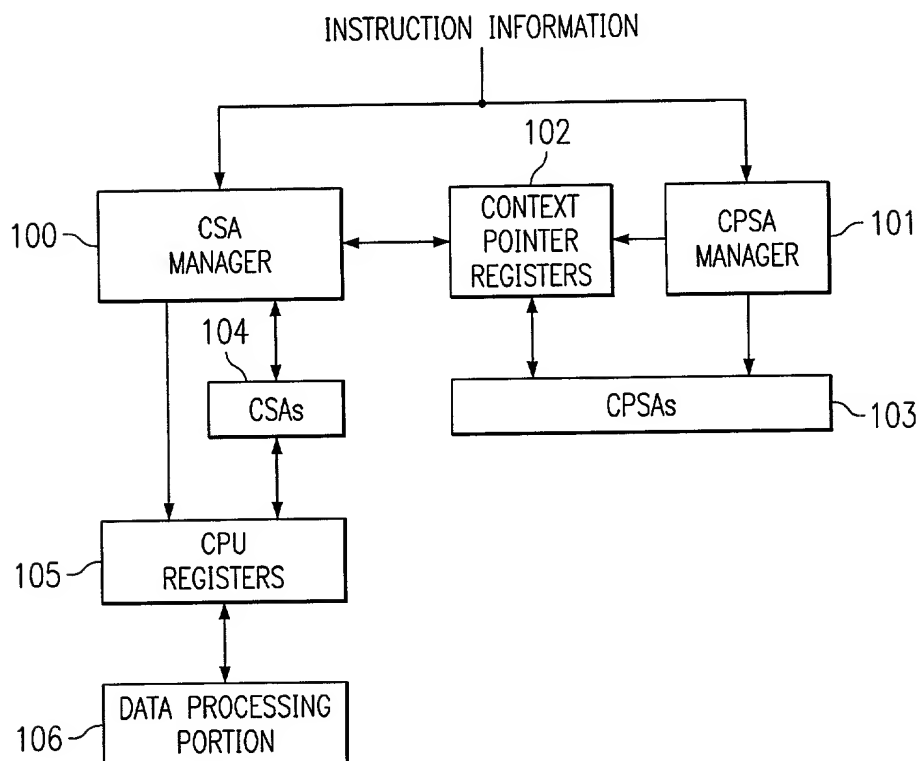 INSTRUCTION INFORMATION
102
100
CSA
MANAGER
CONTEXT
POINTER
REGISTERS
CPSA
MANAGER
101
104
CSAs
CPSAs
103
105
CPU
REGISTERS
106
DATA PROCESSING
PORTION